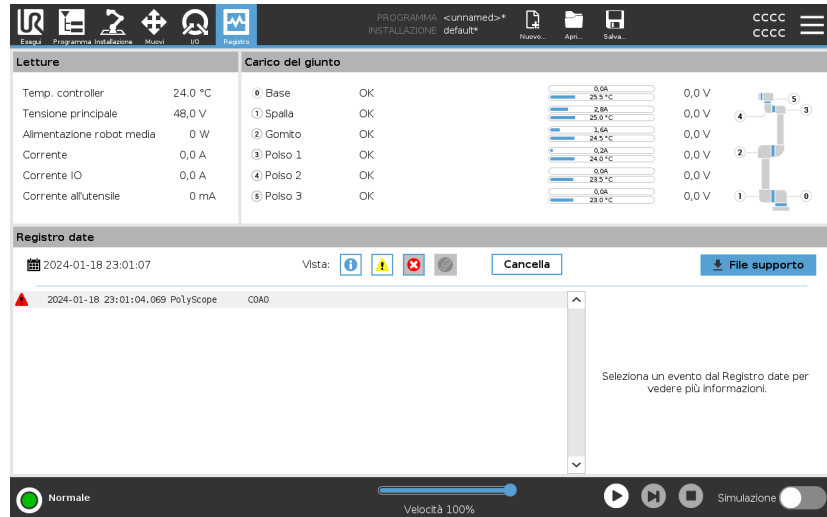 UR
PROGRAMMA <unnamed>*
INSTALLAZIONE default*
CCCC
CCCC
Esegui Programma Installazione Muovi I/O Registro Nuovo... Apri... Salva...
Letture
Temp. controller 24.0 °C
Tensione principale 48,0 V
Alimentazione robot media 0 W
Corrente 0,0 A
Corrente IO 0,0 A
Corrente all'utensile 0 mA
Carico del giunto
0 Base OK 0,0A 25.5 °C 0,0 V
1 Spalla OK 2,8A 25.0 °C 0,0 V
2 Gomito OK 1,6A 24.5 °C 0,0 V
3 Polso 1 OK 0,2A 24.0 °C 0,0 V
4 Polso 2 OK 0,0A 23.5 °C 0,0 V
5 Polso 3 OK 0,0A 23.0 °C 0,0 V
5
4 3
2
1 0
Registro date
2024-01-18 23:01:07 Vista: Cancella File supporto
2024-01-18 23:01:04.069 PolyScope C0A0
Seleziona un evento dal Registro date per
vedere più informazioni.
Normale
Velocità 100%
Simulazione